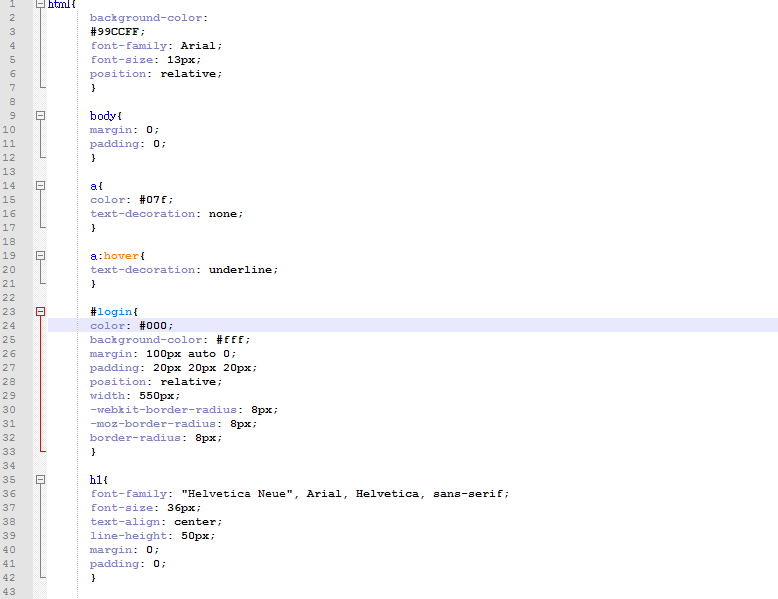 1 html{
2 background-color:
3 #99CCFF;
4 font-family: Arial;
5 font-size: 13px;
6 position: relative;
7 }
8
9 body{
10 margin: 0;
11 padding: 0;
12 }
13
14 a{
15 color: #07f;
16 text-decoration: none;
17 }
18
19 a:hover{
20 text-decoration: underline;
21 }
22
23 #login{
24 color: #000;
25 background-color: #fff;
26 margin: 100px auto 0;
27 padding: 20px 20px 20px;
28 position: relative;
29 width: 550px;
30 -webkit-border-radius: 8px;
31 -moz-border-radius: 8px;
32 border-radius: 8px;
33 }
34
35 h1{
36 font-family: "Helvetica Neue", Arial, Helvetica, sans-serif;
37 font-size: 36px;
38 text-align: center;
39 line-height: 50px;
40 margin: 0;
41 padding: 0;
42 }
43